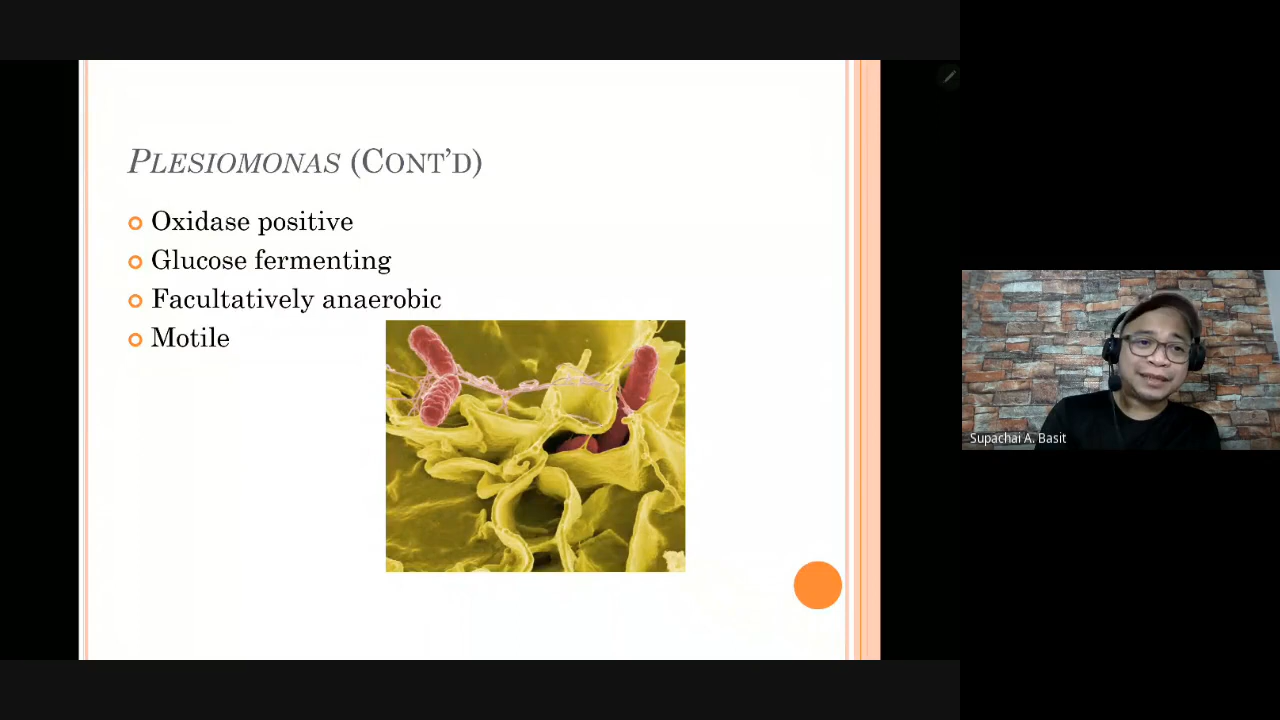 PLESIOMONAS (CONT'D)
Oxidase positive
Glucose fermenting
Facultatively anaerobic
Motile
Supachai A. Basit